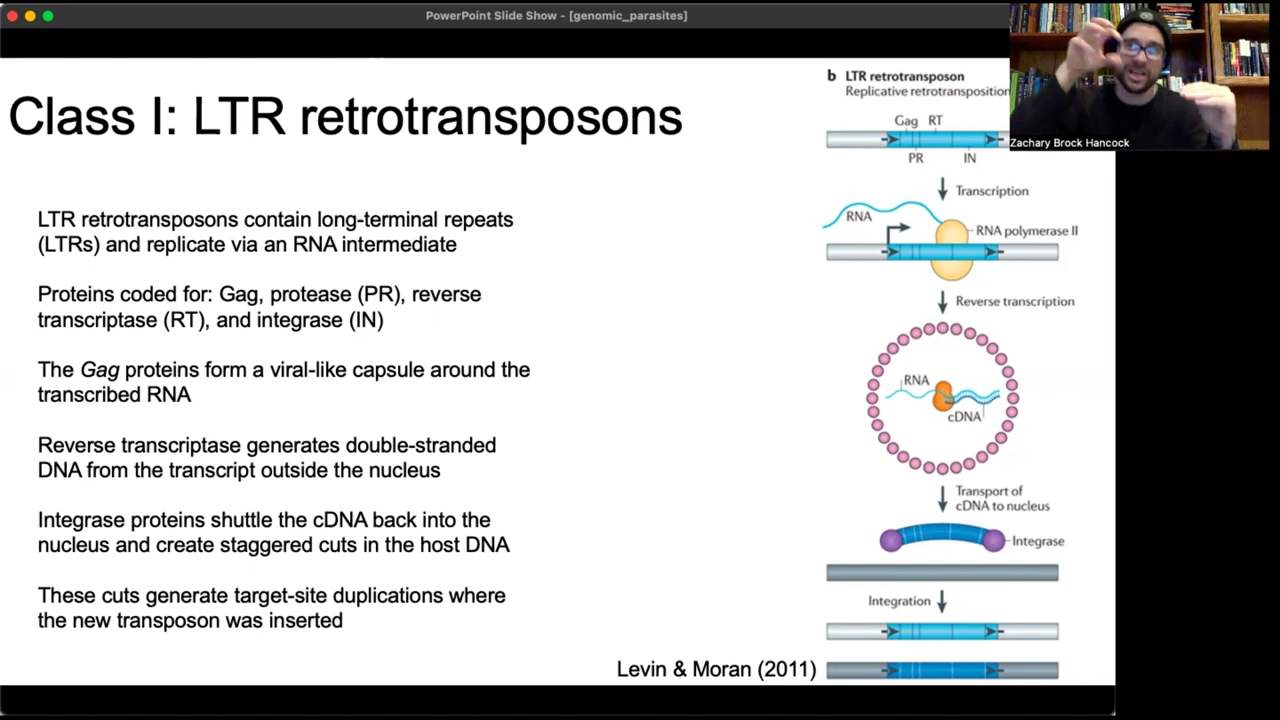 PowerPoint Slide Show - [genomic_parasites]
Class I: LTR retrotransposons
LTR retrotransposons contain long-terminal repeats
(LTRs) and replicate via an RNA intermediate
Proteins coded for: Gag, protease (PR), reverse
transcriptase (RT), and integrase (IN)
The Gag proteins form a viral-like capsule around the
transcribed RNA
Reverse transcriptase generates double-stranded
DNA from the transcript outside the nucleus
Integrase proteins shuttle the cDNA back into the
nucleus and create staggered cuts in the host DNA
These cuts generate target-site duplications where
the new transposon was inserted
Levin & Moran (2011)
b LTR retrotransposon
Replicative retrotransposition
Gag RT
PR IN
Transcription
RNA
RNA polymerase II
Reverse transcription
RNA
cDNA
Transport of
cDNA to nucleus
Integrase
Integration
Zachary Brock Hancock